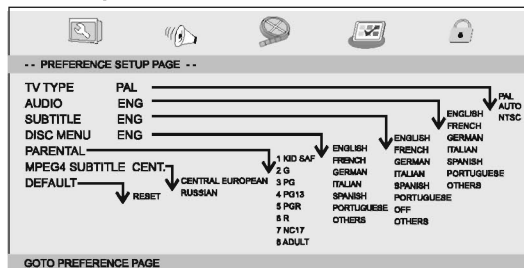 -- PREFERENCE SETUP PAGE --
TV TYPE PAL
AUDIO ENG
SUBTITLE ENG
DISC MENU ENG
PARENTAL
MPEG4 SUBTITLE CENT.
DEFAULT
RESET
CENTRAL EUROPEAN
RUSSIAN
1 KID SAF
2 G
3 PG
4 PG13
5 PGR
6 R
7 NC17
8 ADULT
ENGLISH
FRENCH
GERMAN
ITALIAN
SPANISH
PORTUGUESE
OTHERS
ENGLISH
FRENCH
GERMAN
ITALIAN
SPANISH
PORTUGUESE
OFF
OTHERS
ENGLISH
FRENCH
GERMAN
ITALIAN
SPANISH
PORTUGUESE
OTHERS
PAL
AUTO
NTSC
GOTO PREFERENCE PAGE